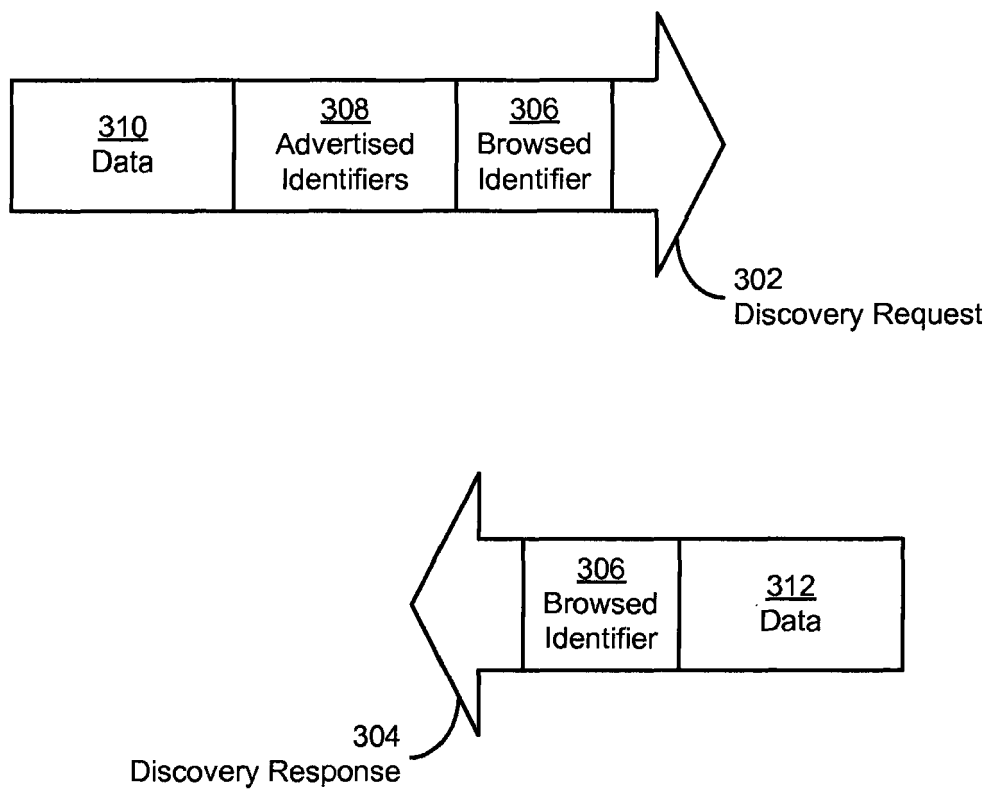 310
Data
308
Advertised
Identifiers
306
Browsed
Identifier
302
Discovery Request
306
Browsed
Identifier
312
Data
304
Discovery Response